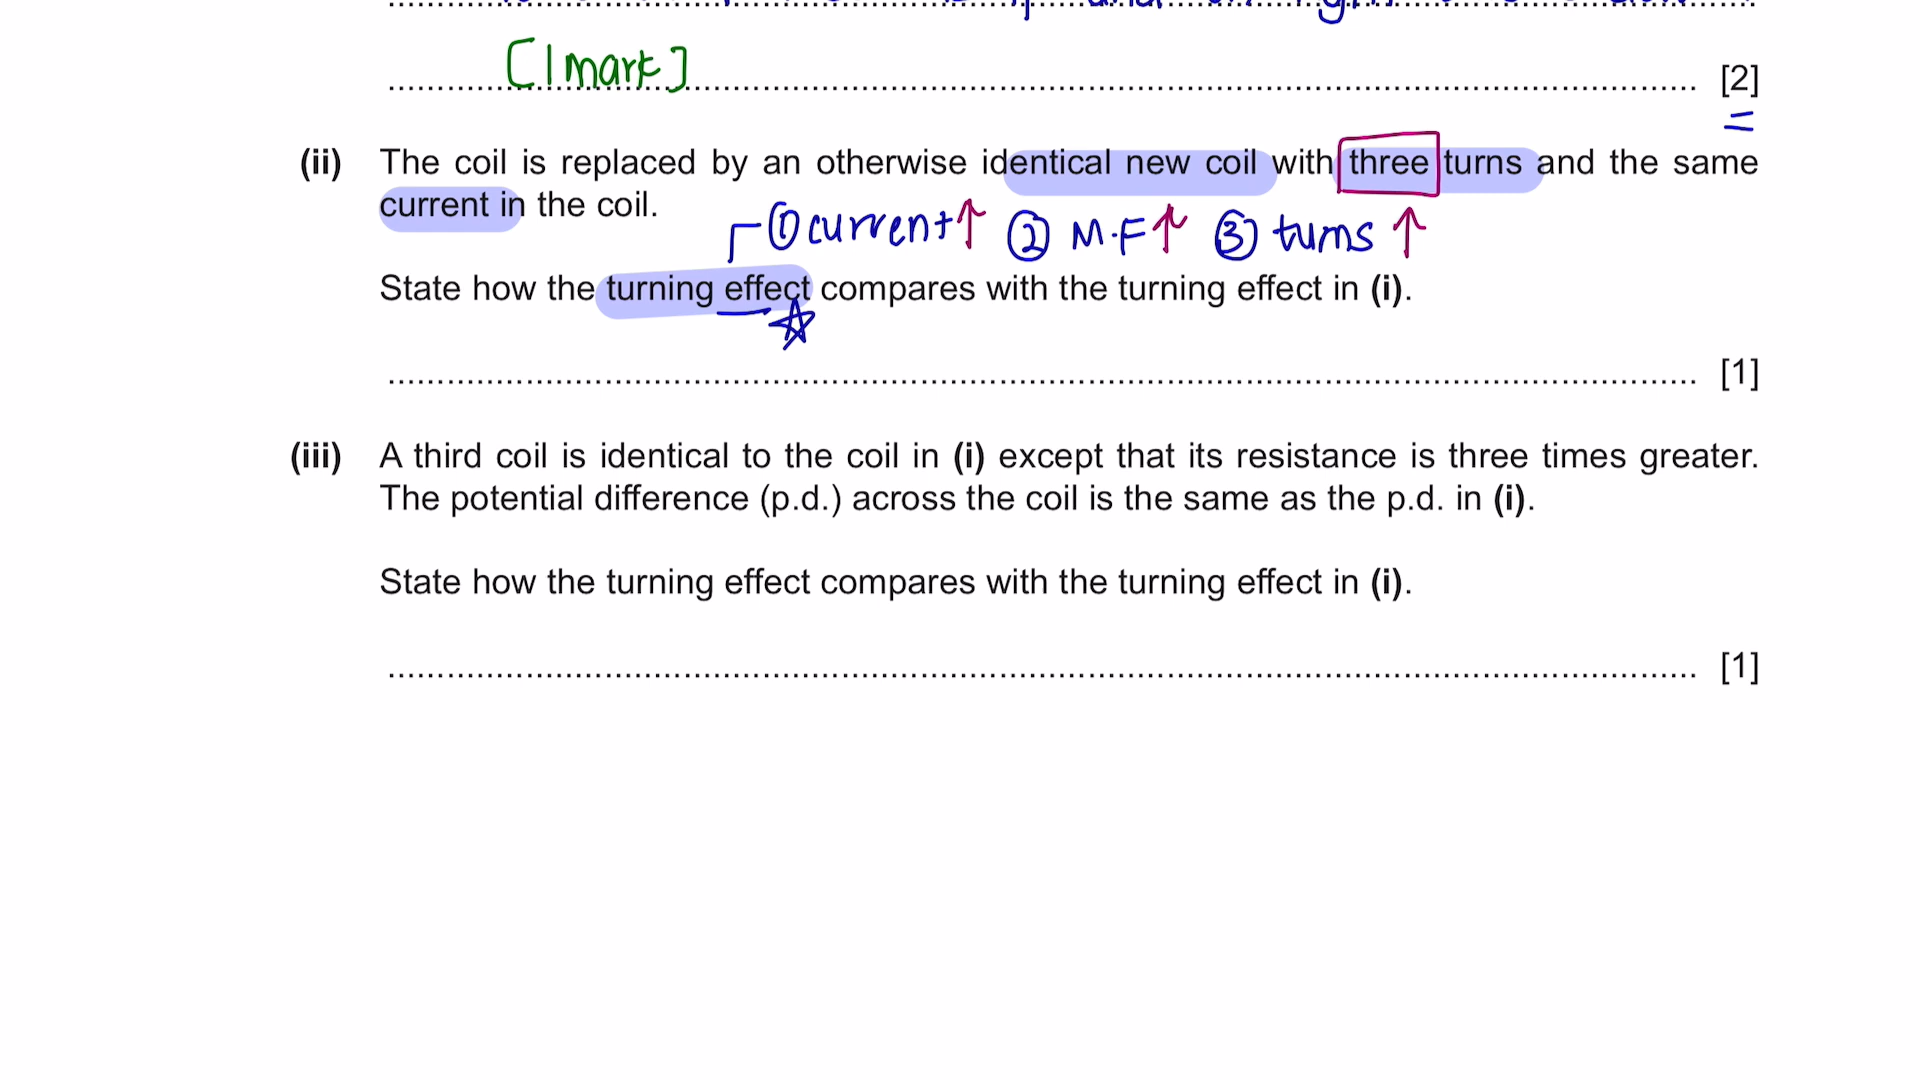 [1 mark]
[2]
(ii) The coil is replaced by an otherwise identical new coil with three turns and the same
current in the coil.
① current↑ ② M.F↑ ③ turns ↑
State how the turning effect compares with the turning effect in (i).
[1]
(iii) A third coil is identical to the coil in (i) except that its resistance is three times greater.
The potential difference (p.d.) across the coil is the same as the p.d. in (i).
State how the turning effect compares with the turning effect in (i).
[1]